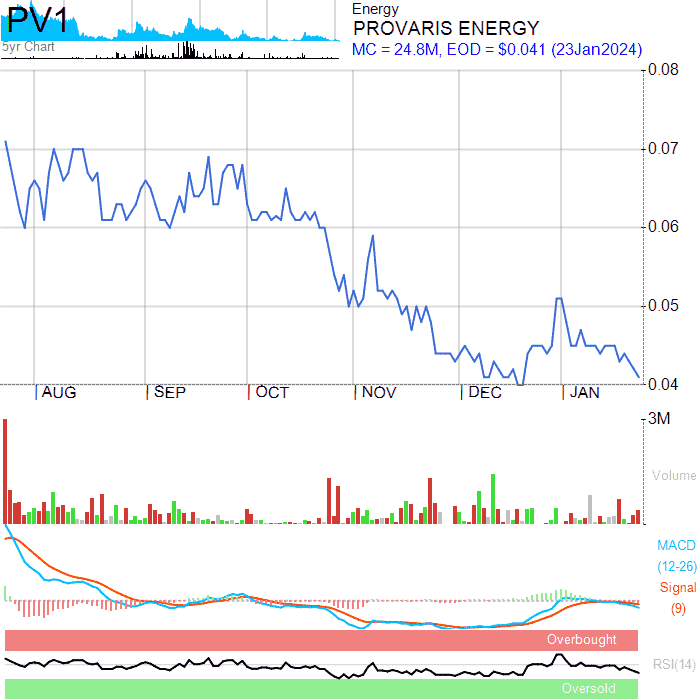 PV1
5yr Chart
Energy
PROVARIS ENERGY
MC = 24.8M, EOD = $0.041 (23Jan2024)
0.08
0.07
0.06
0.05
0.04
AUG SEP OCT NOV DEC JAN
3M
Volume
MACD
(12-26)
Signal
(9)
Overbought
RSI(14)
Oversold